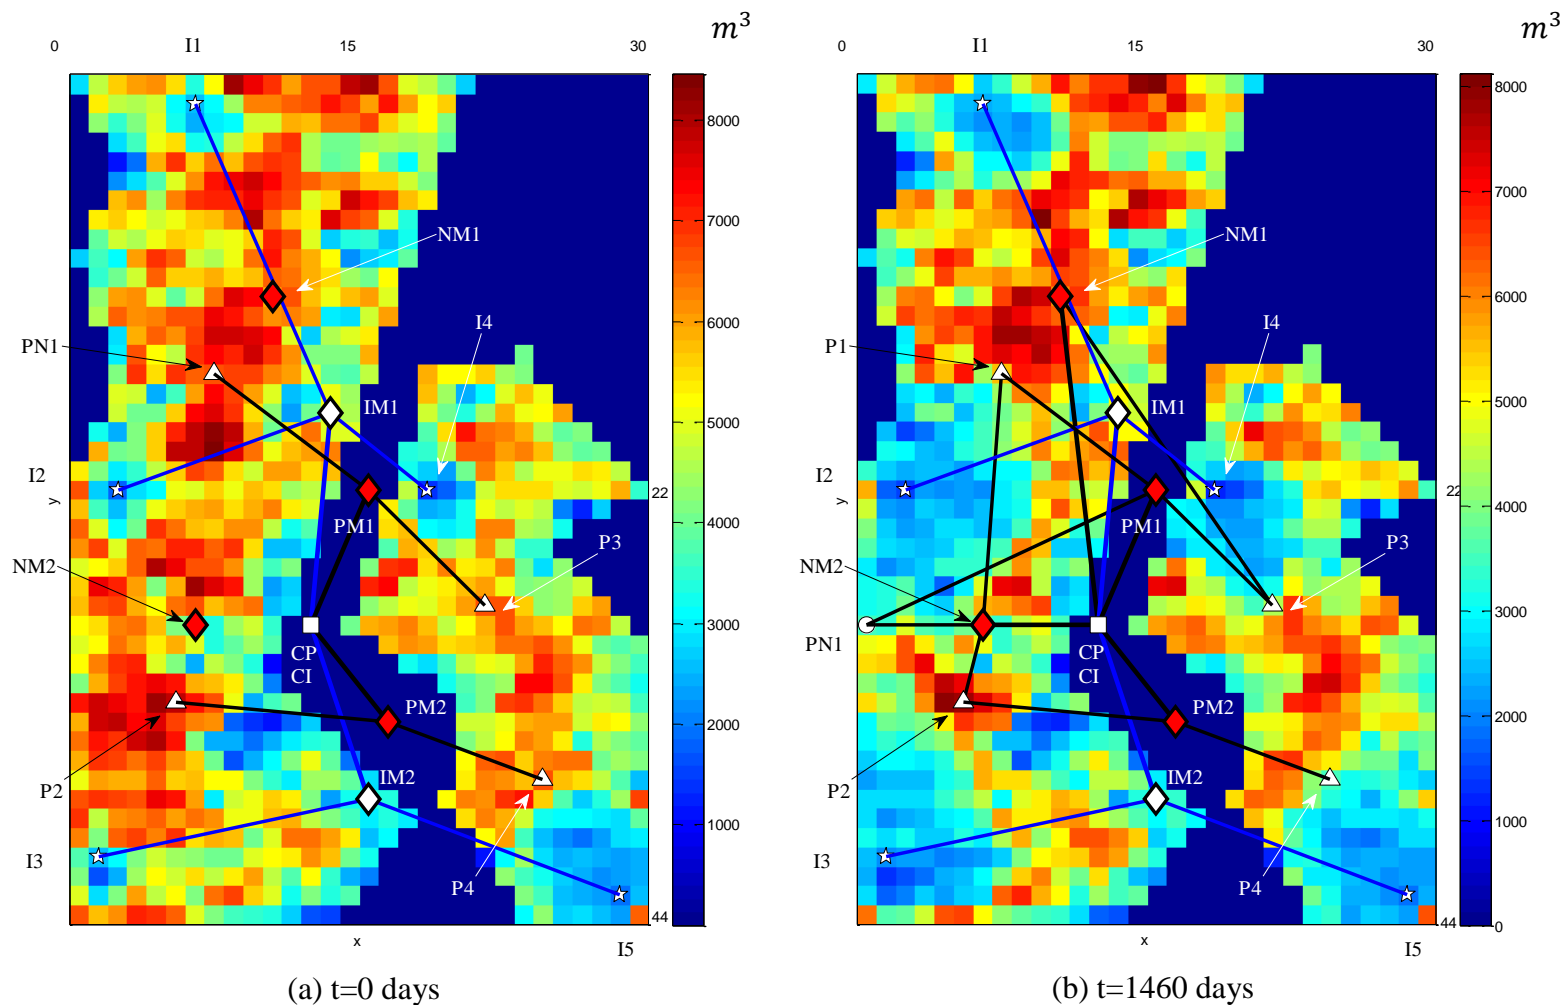 m³
0
I1
15
30
8000
7000
6000
5000
4000
3000
2000
1000
NM1
I4
PN1
IM1
I2
y
22
PM1
P3
NM2
CP
CI
PM2
IM2
P2
I3
P4
44
x
I5
(a) t=0 days
m³
0
I1
15
30
8000
7000
6000
5000
4000
3000
2000
1000
0
NM1
I4
P1
IM1
I2
y
22
PM1
P3
NM2
PN1
CP
CI
PM2
IM2
P2
I3
P4
44
x
I5
(b) t=1460 days